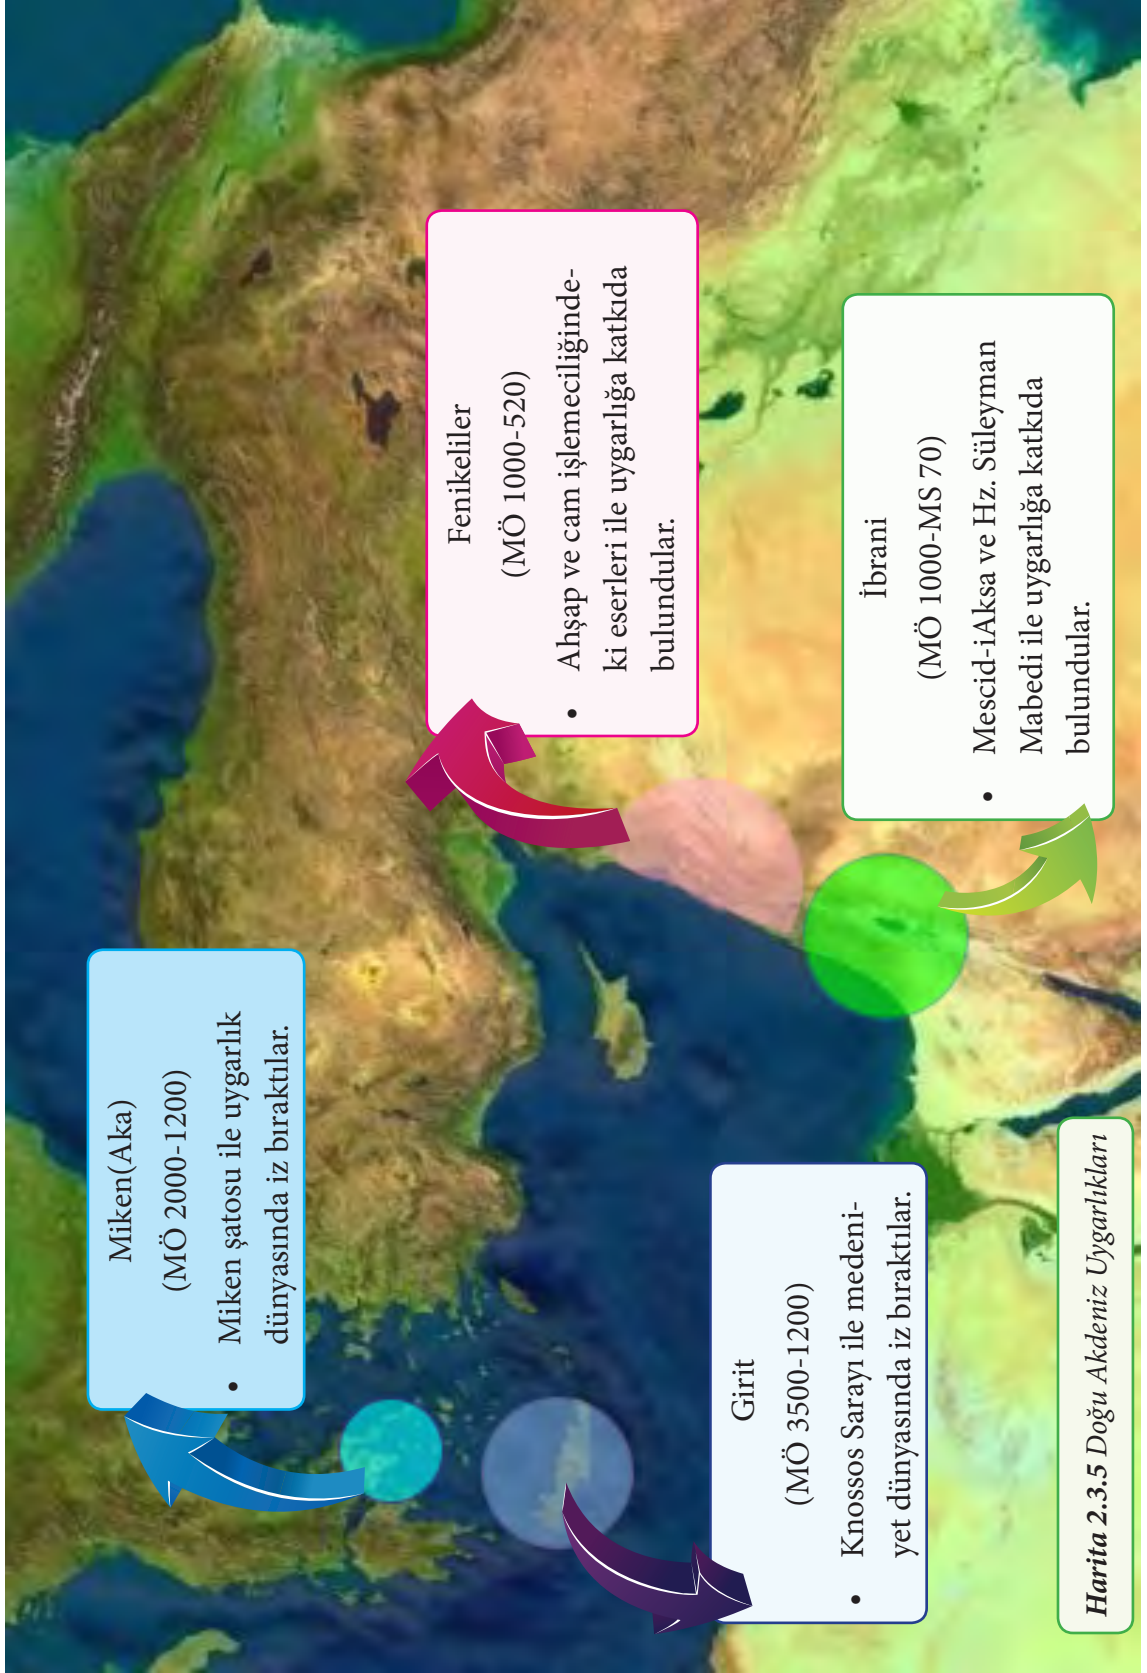 Miken(Aka)
(MÖ 2000-1200)
• Miken şatosu ile uygarlık
dünyasında iz bıraktılar.
Fenikeliler
(MÖ 1000-520)
• Ahşap ve cam işlemeciliğinde-
ki eserleri ile uygarlığa katkıda
bulundular.
Girit
(MÖ 3500-1200)
• Knossos Sarayı ile medeni-
yet dünyasında iz bıraktılar.
İbrani
(MÖ 1000-MS 70)
• Mescid-iAksa ve Hz. Süleyman
Mabedi ile uygarlığa katkıda
bulundular.
Harita 2.3.5 Doğu Akdeniz Uygarlıkları